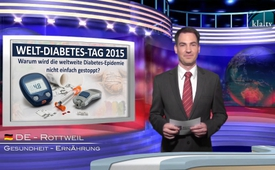 kla.tv
WELT-DIABETES-TAG 2015
Warum wird die weltweite Diabetes-Epidemie
nicht einfach gestoppt?
DE - ROTTWEIL
GESUNDHEIT - ERNÄHRUNG